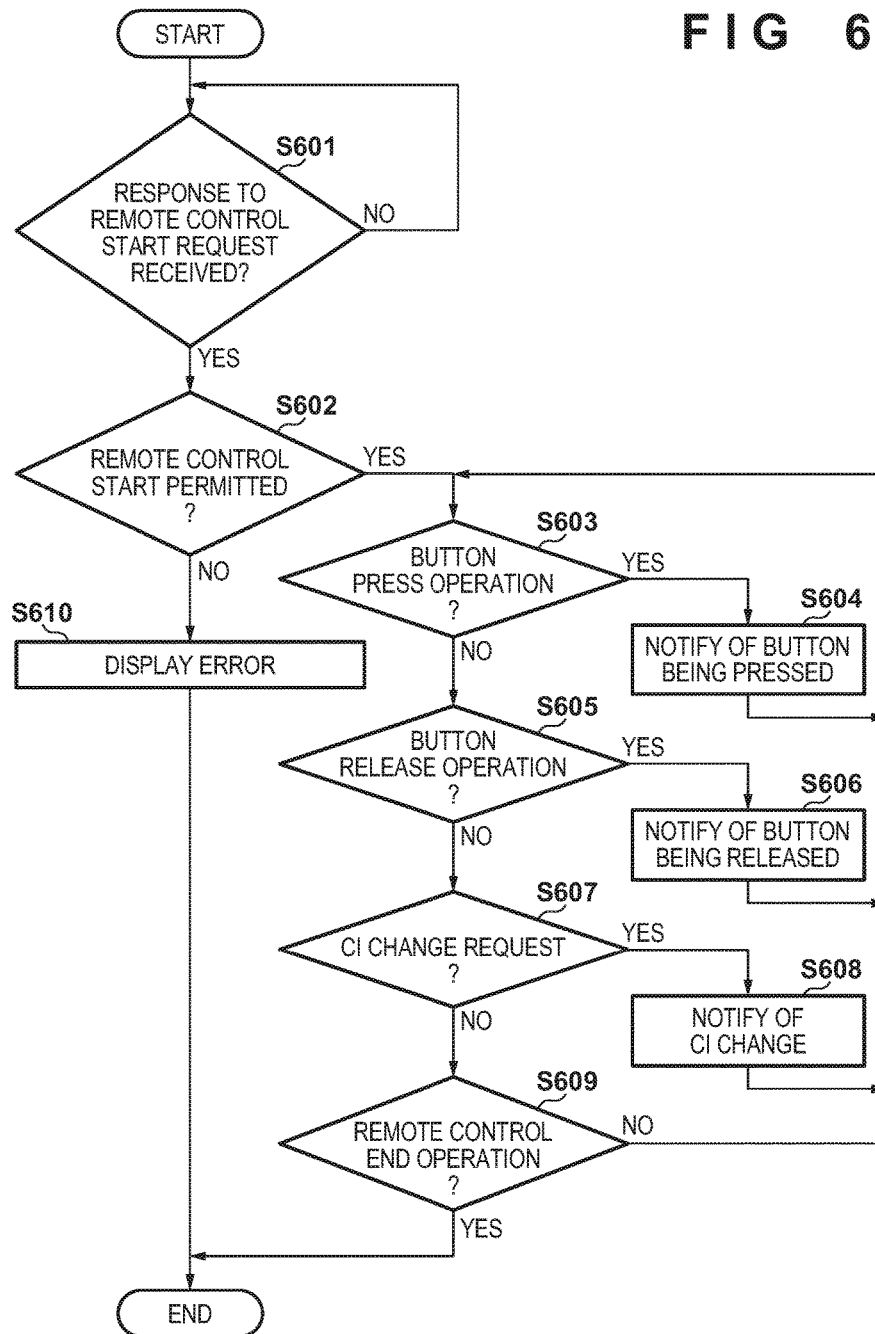 FIG 6
START
S601
RESPONSE TO
REMOTE CONTROL
START REQUEST
RECEIVED?
NO
YES
S602
REMOTE CONTROL
START PERMITTED
?
YES
NO
S603
BUTTON
PRESS OPERATION
?
YES
NO
S604
NOTIFY OF BUTTON
BEING PRESSED
S610
DISPLAY ERROR
S605
BUTTON
RELEASE OPERATION
?
YES
NO
S606
NOTIFY OF BUTTON
BEING RELEASED
S607
CI CHANGE REQUEST
?
YES
NO
S608
NOTIFY OF
CI CHANGE
S609
REMOTE CONTROL
END OPERATION
?
NO
YES
END